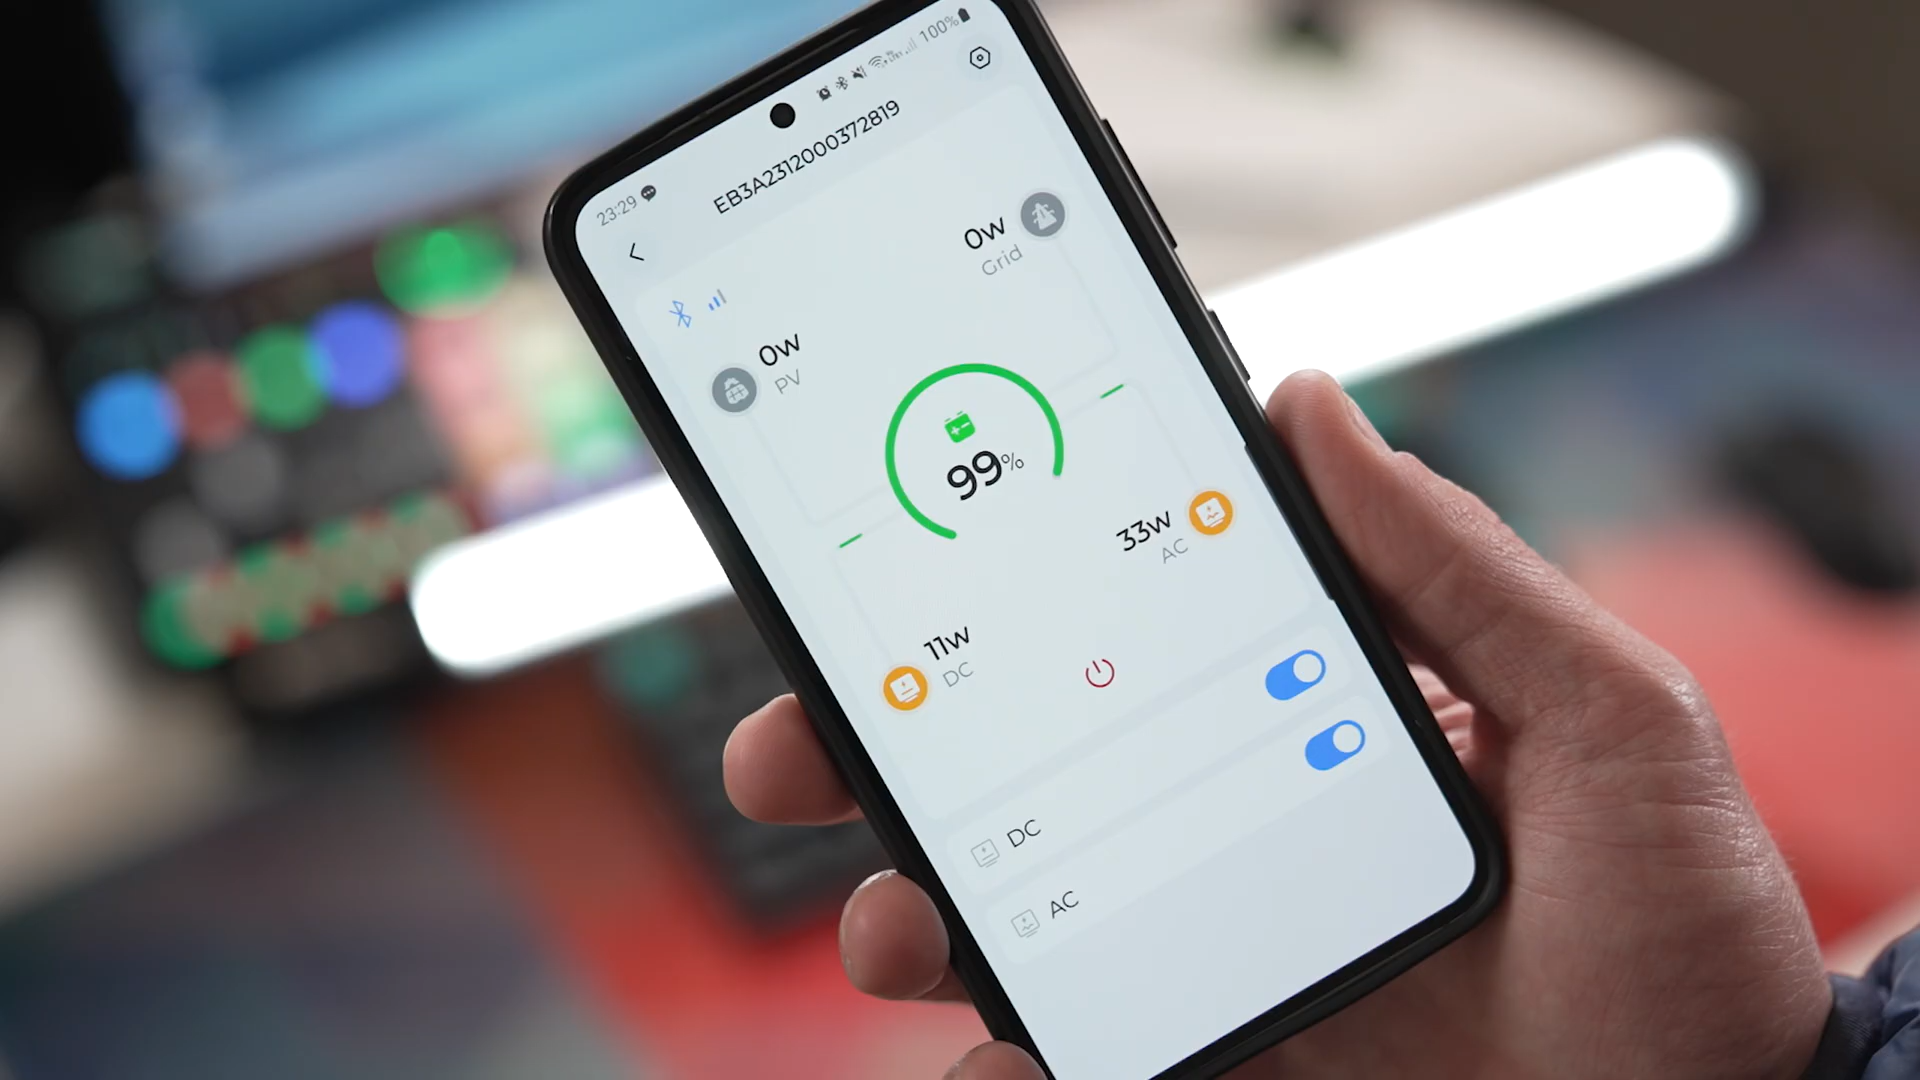 23:29
100%
EB3A2312000372819
0w
Grid
0w
PV
99%
33w
AC
11w
DC
DC
AC